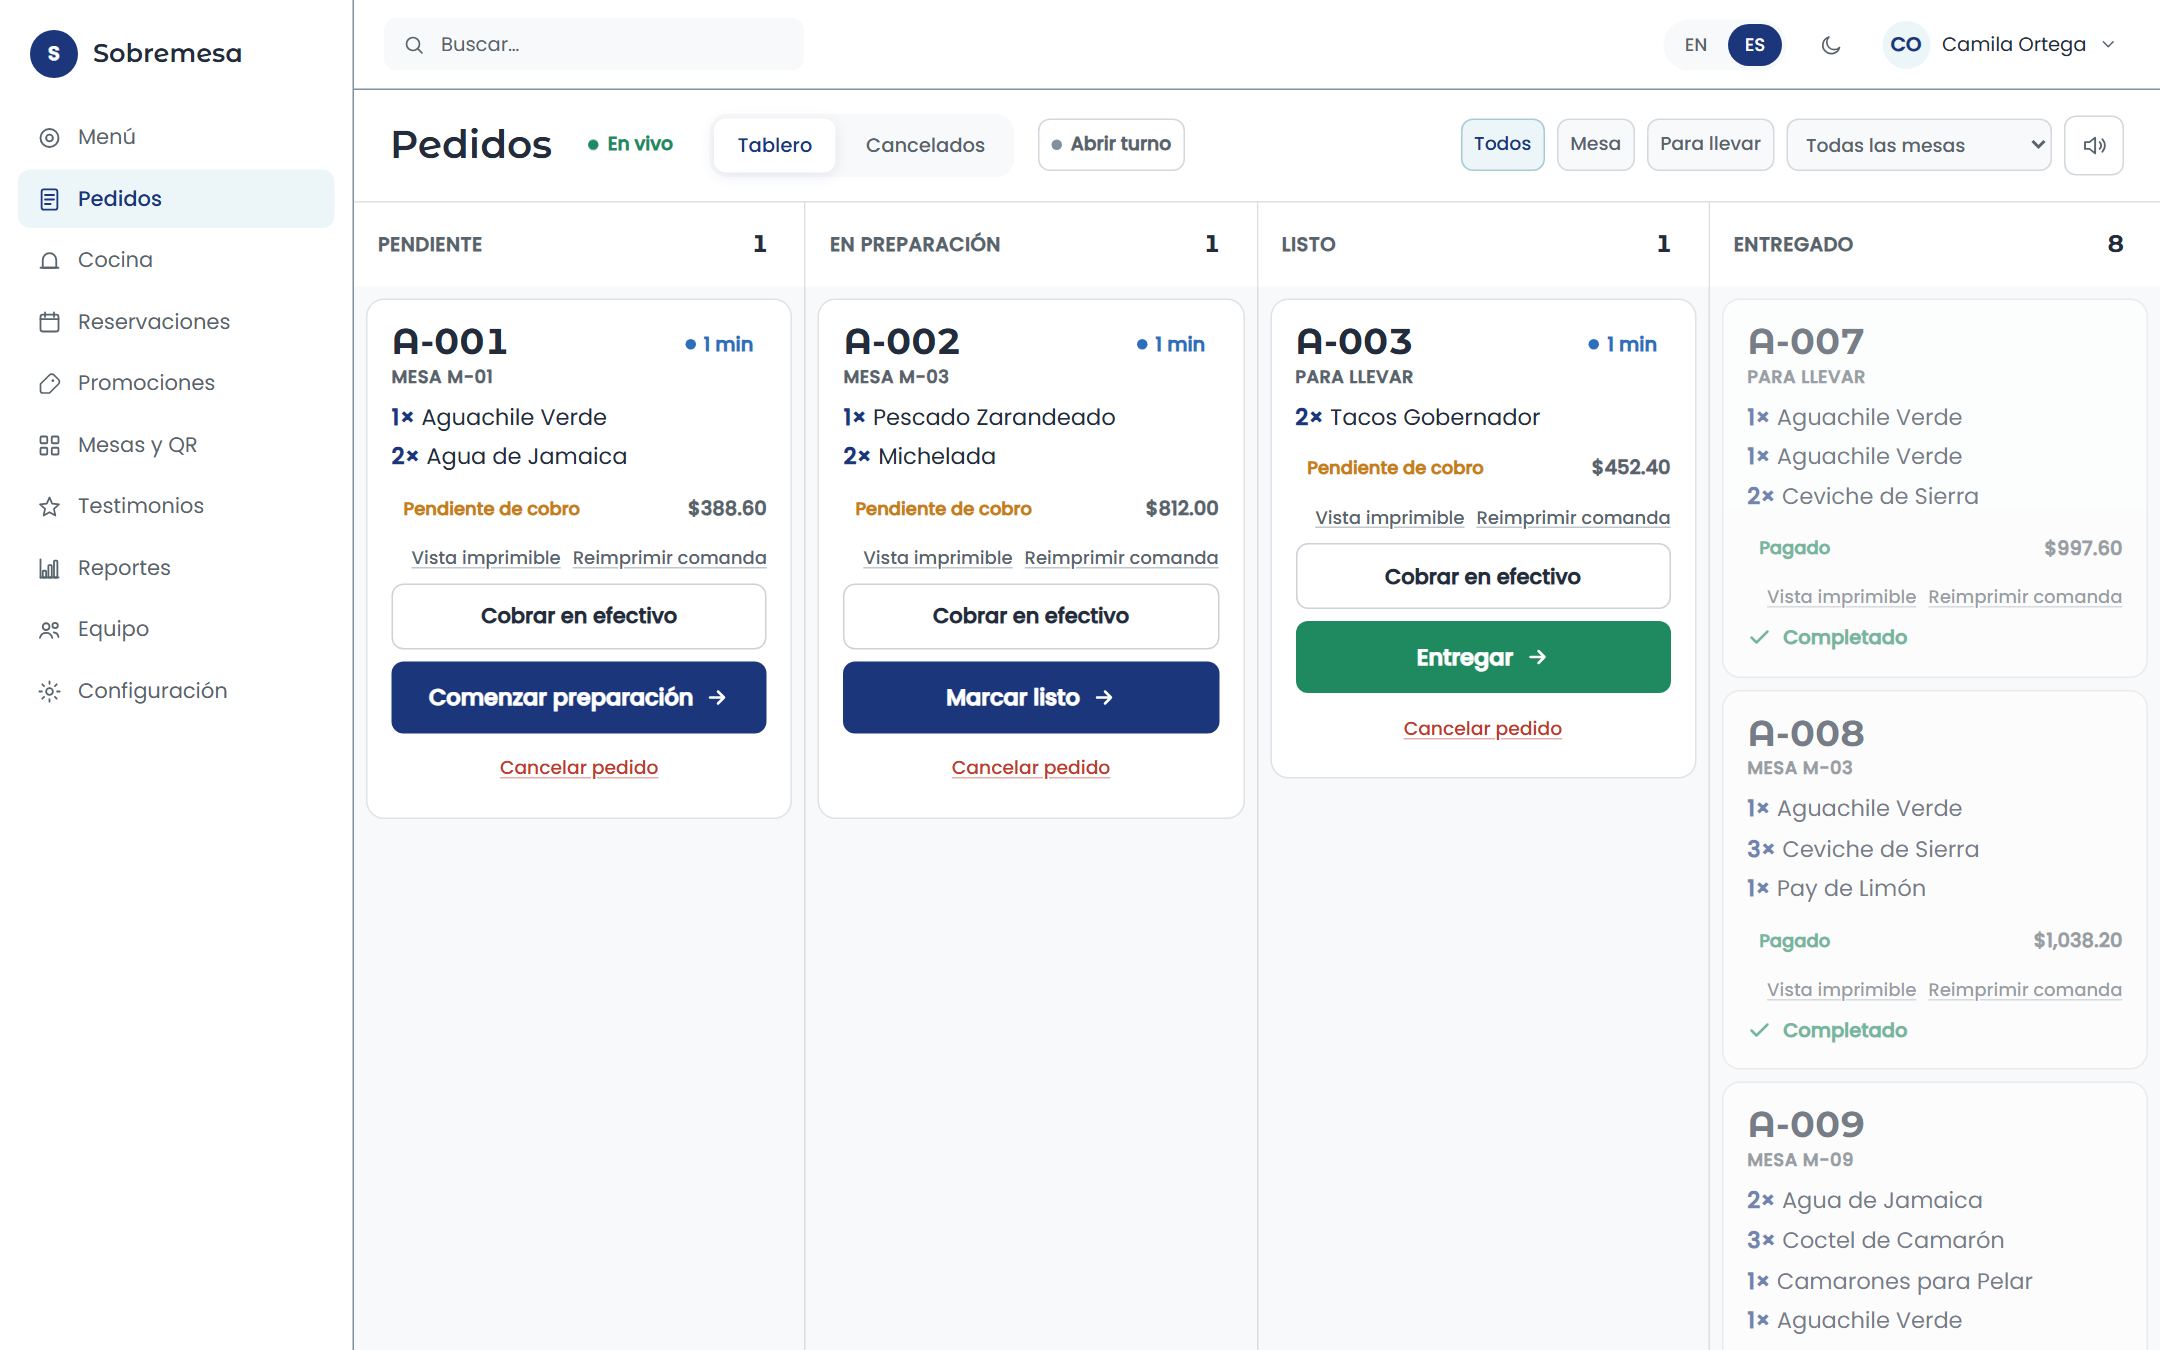 S Sobremesa
Menú
Pedidos
Cocina
Reservaciones
Promociones
Mesas y QR
Testimonios
Reportes
Equipo
Configuración
Buscar...
EN ES
CO Camila Ortega
Pedidos
En vivo
Tablero Cancelados
Abrir turno
Todos Mesa Para llevar Todas las mesas
PENDIENTE 1
A-001 1 min
MESA M-01
1× Aguachile Verde
2× Agua de Jamaica
Pendiente de cobro $388.60
Vista imprimible Reimprimir comanda
Cobrar en efectivo
Comenzar preparación →
Cancelar pedido
EN PREPARACIÓN 1
A-002 1 min
MESA M-03
1× Pescado Zarandeado
2× Michelada
Pendiente de cobro $812.00
Vista imprimible Reimprimir comanda
Cobrar en efectivo
Marcar listo →
Cancelar pedido
LISTO 1
A-003 1 min
PARA LLEVAR
2× Tacos Gobernador
Pendiente de cobro $452.40
Vista imprimible Reimprimir comanda
Cobrar en efectivo
Entregar →
Cancelar pedido
ENTREGADO 8
A-007
PARA LLEVAR
1× Aguachile Verde
1× Aguachile Verde
2× Ceviche de Sierra
Pagado $997.60
Vista imprimible Reimprimir comanda
Completado
A-008
MESA M-03
1× Aguachile Verde
3× Ceviche de Sierra
1× Pay de Limón
Pagado $1,038.20
Vista imprimible Reimprimir comanda
Completado
A-009
MESA M-09
2× Agua de Jamaica
3× Coctel de Camarón
1× Camarones para Pelar
1× Aguachile Verde